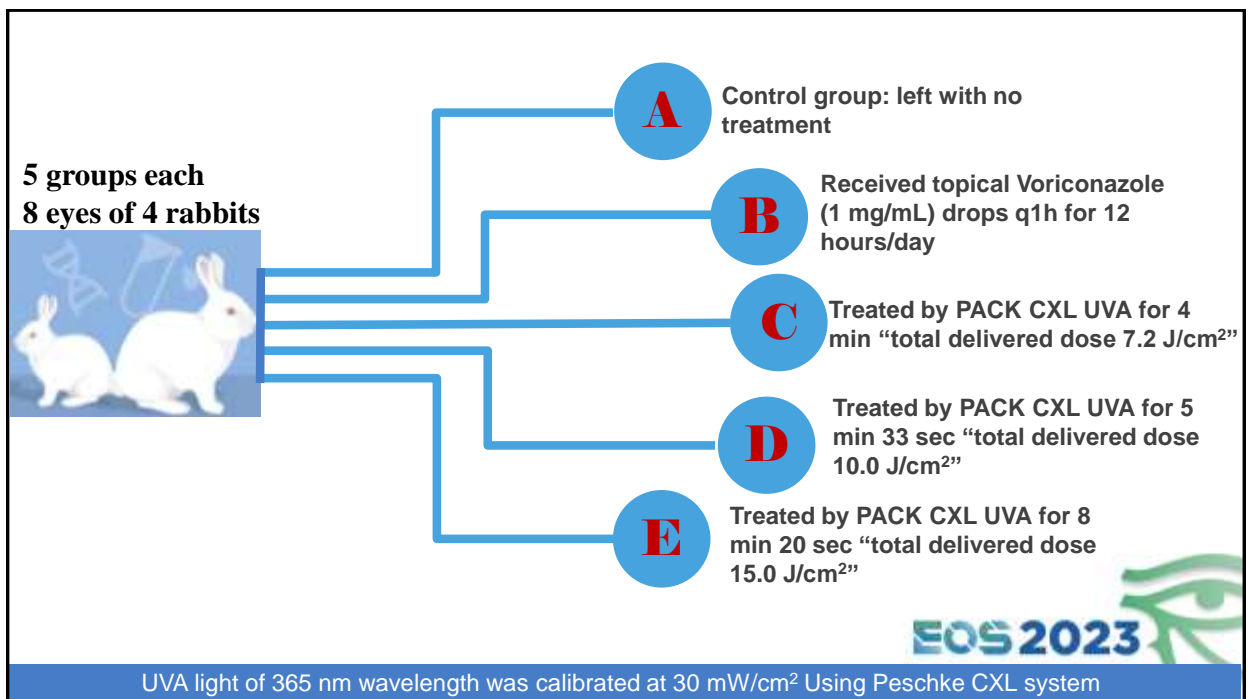 5 groups each
8 eyes of 4 rabbits
A
Control group: left with no
treatment
B
Received topical Voriconazole
(1 mg/mL) drops q1h for 12
hours/day
C
Treated by PACK CXL UVA for 4
min “total delivered dose 7.2 J/cm²”
D
Treated by PACK CXL UVA for 5
min 33 sec “total delivered dose
10.0 J/cm²”
E
Treated by PACK CXL UVA for 8
min 20 sec “total delivered dose
15.0 J/cm²”
EOS 2023
UVA light of 365 nm wavelength was calibrated at 30 mW/cm² Using Peschke CXL system